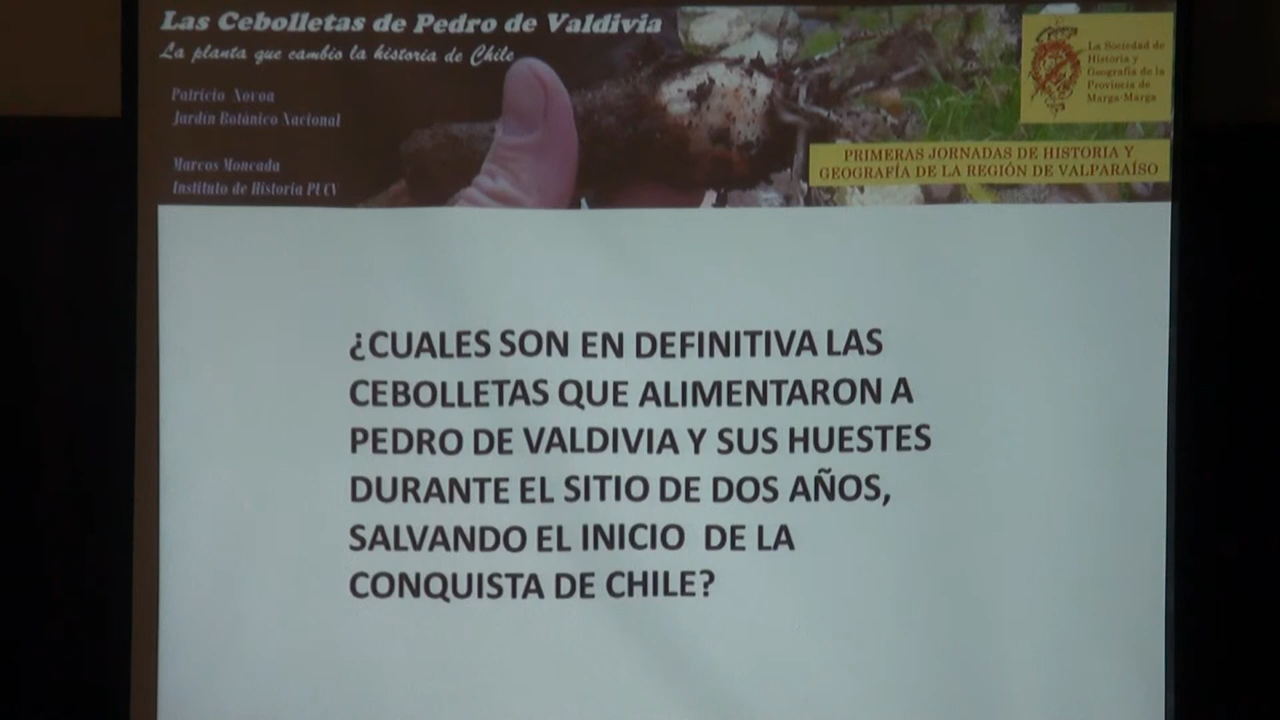 Las Cebolletas de Pedro de Valdivia
La planta que cambio la historia de Chile
Patricio Novoa
Jardín Botánico Nacional
Marcos Moncada
Instituto de Historia PUCV
La Sociedad de
Historia y
Geografía de la
Provincia de
Marga-Marga
PRIMERAS JORNADAS DE HISTORIA Y
GEOGRAFÍA DE LA REGIÓN DE VALPARAÍSO
¿CUALES SON EN DEFINITIVA LAS
CEBOLLETAS QUE ALIMENTARON A
PEDRO DE VALDIVIA Y SUS HUESTES
DURANTE EL SITIO DE DOS AÑOS,
SALVANDO EL INICIO DE LA
CONQUISTA DE CHILE?